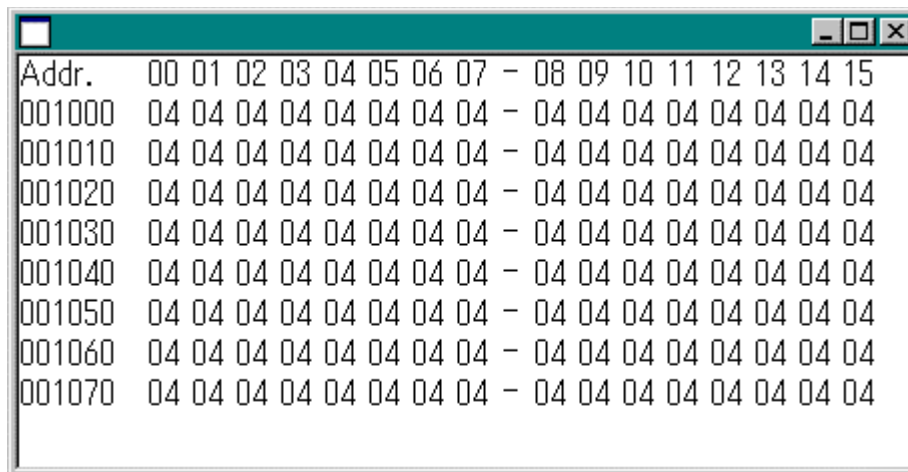 Addr. 00 01 02 03 04 05 06 07 - 08 09 10 11 12 13 14 15
001000 04 04 04 04 04 04 04 04 - 04 04 04 04 04 04 04 04
001010 04 04 04 04 04 04 04 04 - 04 04 04 04 04 04 04 04
001020 04 04 04 04 04 04 04 04 - 04 04 04 04 04 04 04 04
001030 04 04 04 04 04 04 04 04 - 04 04 04 04 04 04 04 04
001040 04 04 04 04 04 04 04 04 - 04 04 04 04 04 04 04 04
001050 04 04 04 04 04 04 04 04 - 04 04 04 04 04 04 04 04
001060 04 04 04 04 04 04 04 04 - 04 04 04 04 04 04 04 04
001070 04 04 04 04 04 04 04 04 - 04 04 04 04 04 04 04 04